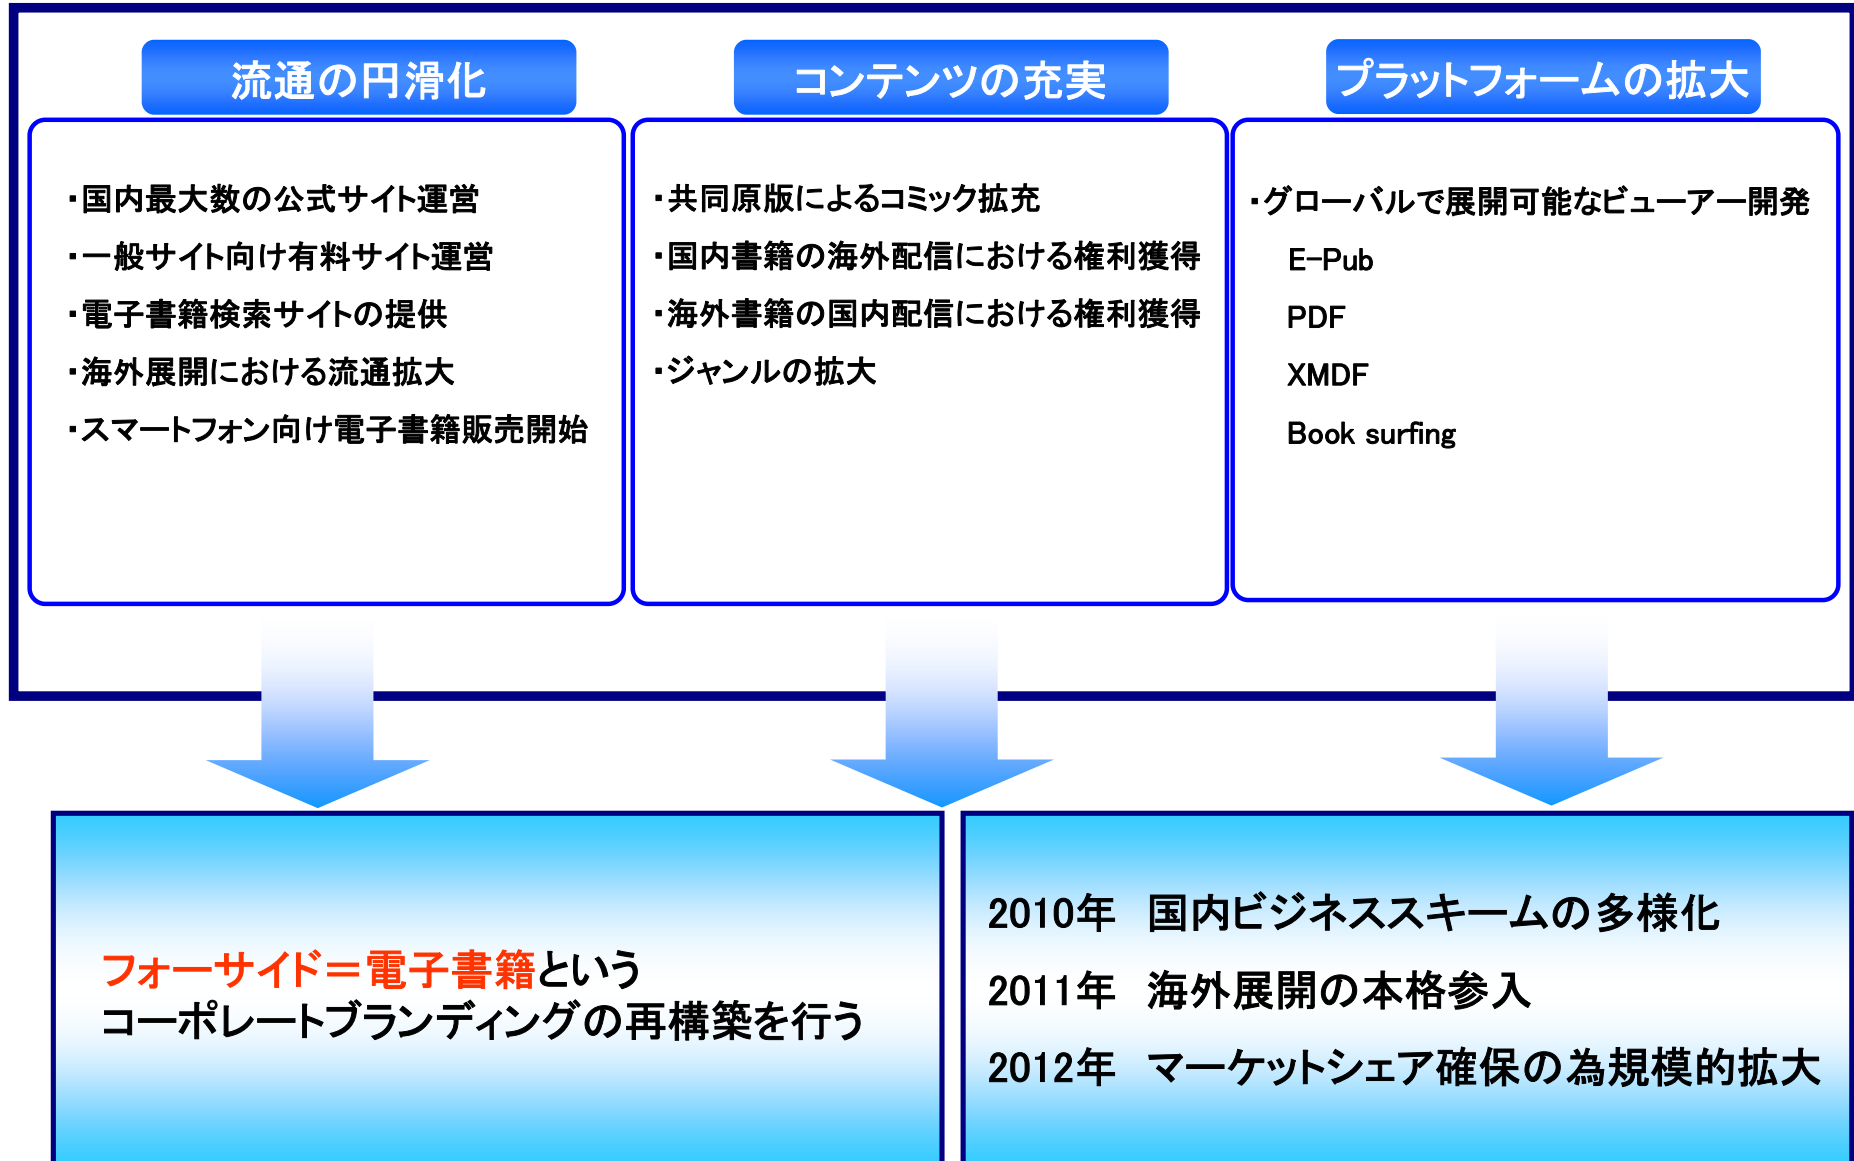 流通の円滑化
・国内最大数の公式サイト運営
・一般サイト向け有料サイト運営
・電子書籍検索サイトの提供
・海外展開における流通拡大
・スマートフォン向け電子書籍販売開始
コンテンツの充実
・共同原版によるコミック拡充
・国内書籍の海外配信における権利獲得
・海外書籍の国内配信における権利獲得
・ジャンルの拡大
プラットフォームの拡大
・グローバルで展開可能なビューアー開発
E-Pub
PDF
XMDF
Book surfing
フォーサイド＝電子書籍という
コーポレートブランディングの再構築を行う
2010年　国内ビジネススキームの多様化
2011年　海外展開の本格参入
2012年　マーケットシェア確保の為規模的拡大